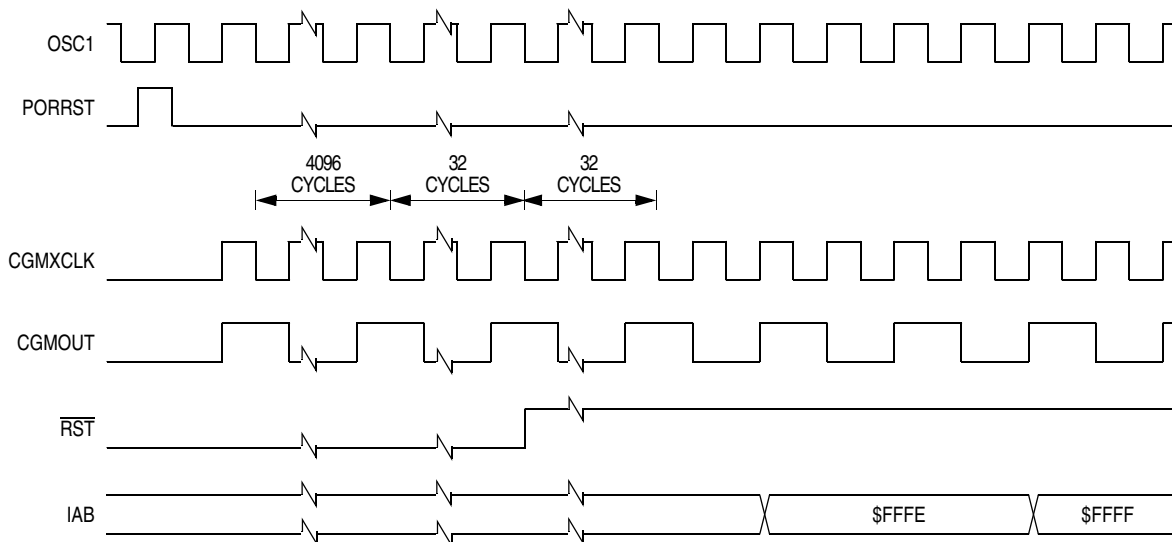 OSC1
PORRST
4096
CYCLES
32
CYCLES
32
CYCLES
CGMXCLK
CGMOUT
RST
IAB
$FFFE
$FFFF